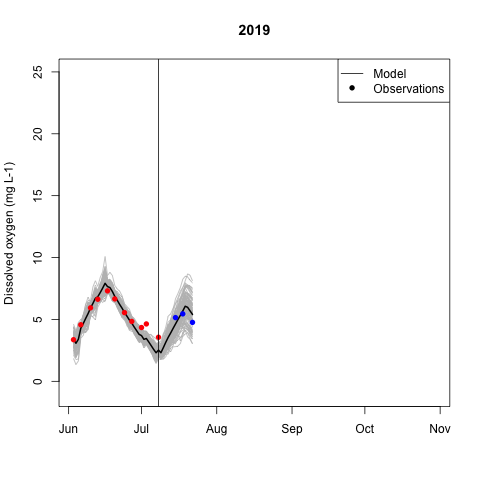 2019
Model
Observations
Dissolved oxygen (mg L-1)
25
20
15
10
5
0
Jun Jul Aug Sep Oct Nov